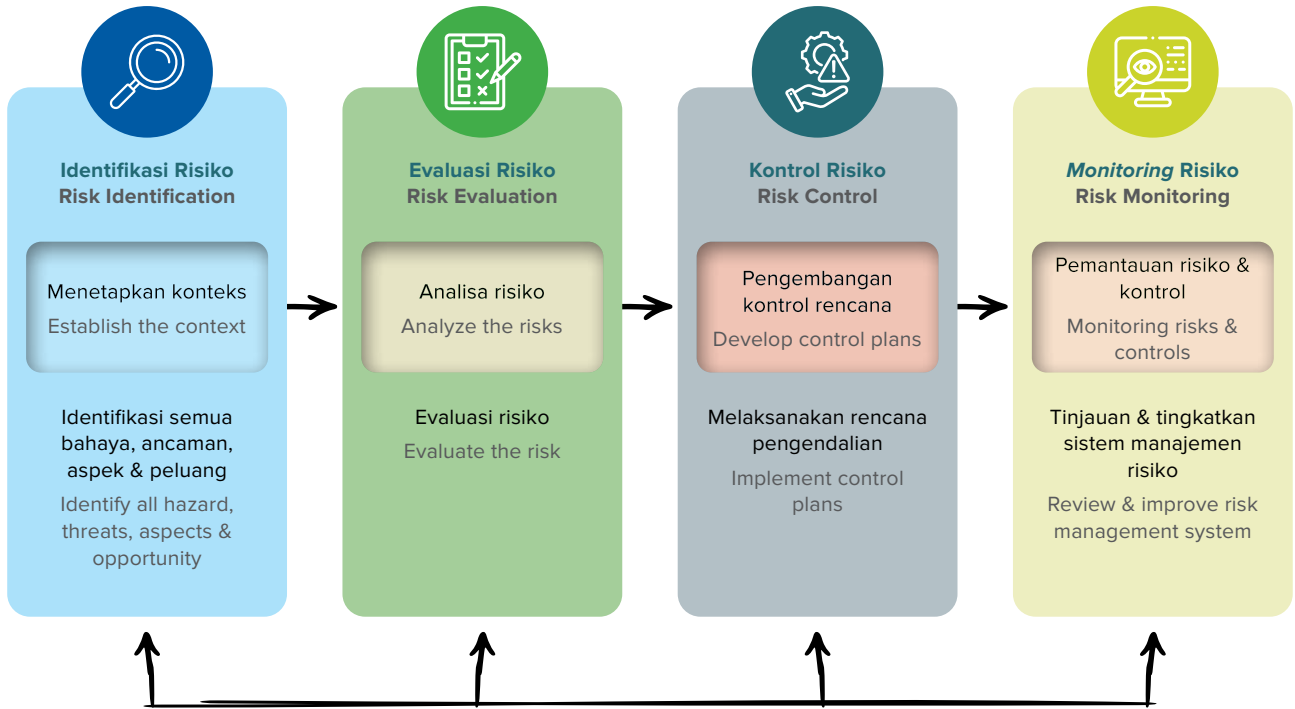 Identifikasi Risiko
Risk Identification
Menetapkan konteks
Establish the context
Identifikasi semua
bahaya, ancaman,
aspek & peluang
Identify all hazard,
threats, aspects &
opportunity
Evaluasi Risiko
Risk Evaluation
Analisa risiko
Analyze the risks
Evaluasi risiko
Evaluate the risk
Kontrol Risiko
Risk Control
Pengembangan
kontrol rencana
Develop control plans
Melaksanakan rencana
pengendalian
Implement control
plans
Monitoring Risiko
Risk Monitoring
Pemantauan risiko &
kontrol
Monitoring risks &
controls
Tinjauan & tingkatkan
sistem manajemen
risiko
Review & improve risk
management system